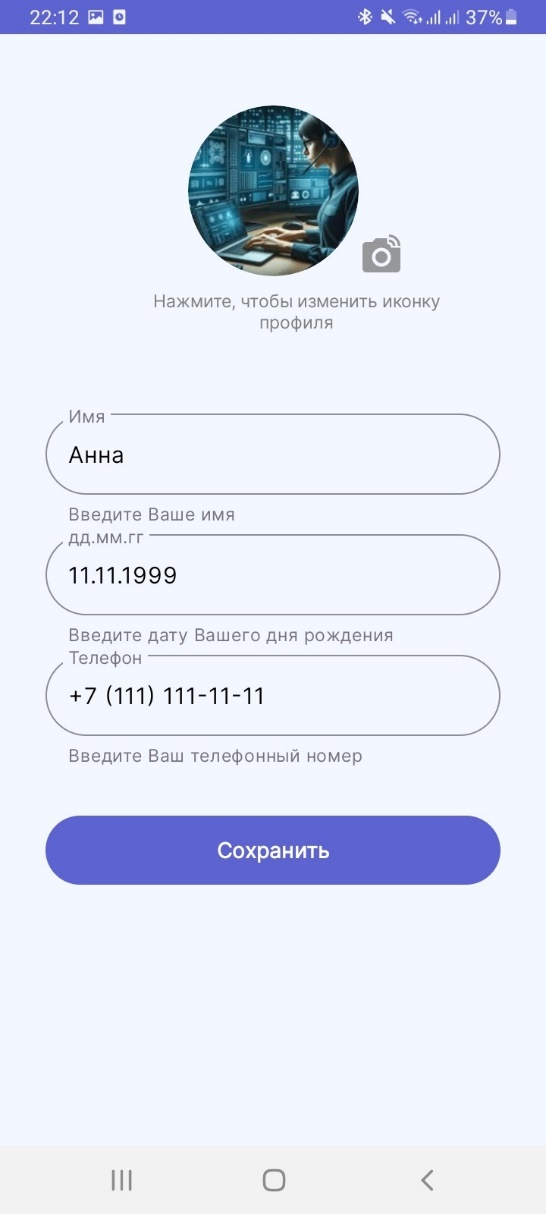 22:12 37%
Нажмите, чтобы изменить иконку
профиля
Имя
Анна
Введите Ваше имя
дд.мм.гг
11.11.1999
Введите дату Вашего дня рождения
Телефон
+7 (111) 111-11-11
Введите Ваш телефонный номер
Сохранить